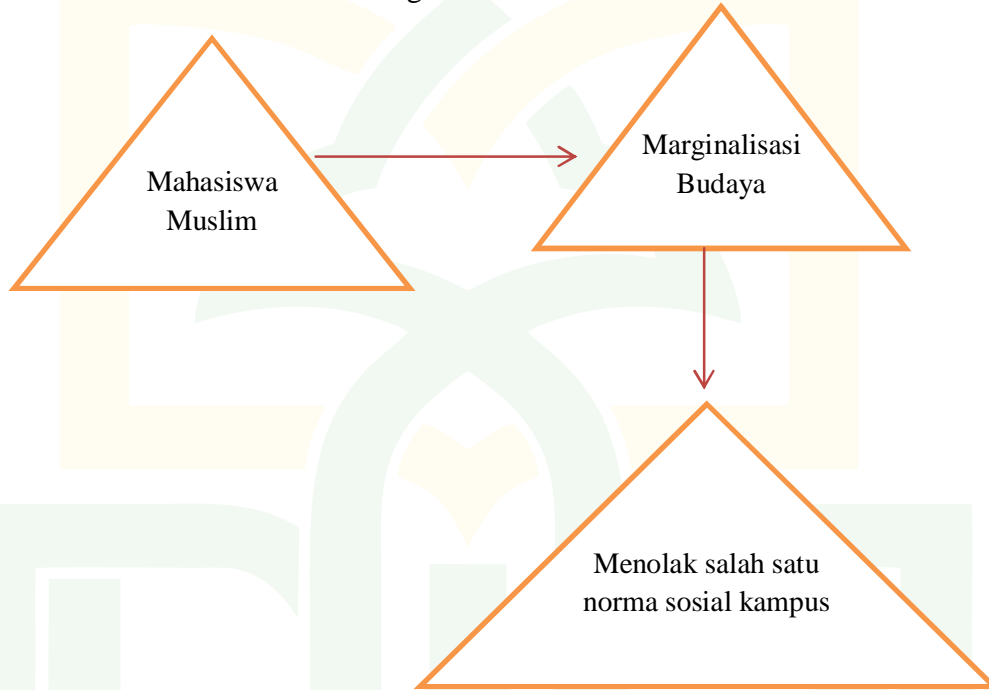 Mahasiswa
Muslim
Marginalisasi
Budaya
Menolak salah satu
norma sosial kampus